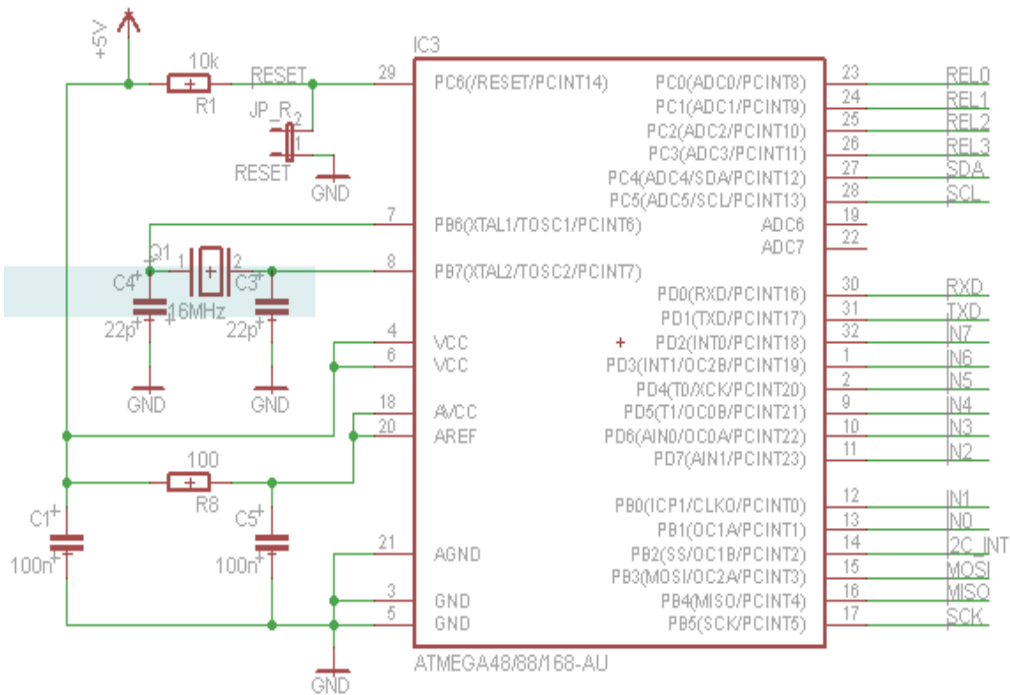 IC3
+5V
10k
R1
RESET
29
PC6(/RESET/PCINT14)
JP_R
2
1
RESET
GND
7
PB6(XTAL1/TOSC1/PCINT6)
Q1
1
2
8
PB7(XTAL2/TOSC2/PCINT7)
C4
C3
16MHz
22p
22p
GND
GND
4
VCC
6
VCC
18
AVCC
20
AREF
100
R8
C1
C5
100n
100n
21
AGND
3
GND
5
GND
GND
PC0(ADC0/PCINT8)
23
REL0
PC1(ADC1/PCINT9)
24
REL1
PC2(ADC2/PCINT10)
25
REL2
PC3(ADC3/PCINT11)
26
REL3
PC4(ADC4/SDA/PCINT12)
27
SDA
PC5(ADC5/SCL/PCINT13)
28
SCL
ADC6
19
ADC7
22
PD0(RXD/PCINT16)
30
RXD
PD1(TXD/PCINT17)
31
TXD
PD2(INT0/PCINT18)
32
IN7
PD3(INT1/OC2B/PCINT19)
1
IN6
PD4(T0/XCK/PCINT20)
2
IN5
PD5(T1/OC0B/PCINT21)
9
IN4
PD6(AIN0/OC0A/PCINT22)
10
IN3
PD7(AIN1/PCINT23)
11
IN2
PB0(ICP1/CLKO/PCINT0)
12
IN1
PB1(OC1A/PCINT1)
13
IN0
PB2(SS/OC1B/PCINT2)
14
I2C_INT
PB3(MOSI/OC2A/PCINT3)
15
MOSI
PB4(MISO/PCINT4)
16
MISO
PB5(SCK/PCINT5)
17
SCK
ATMEGA48/88/168-AU